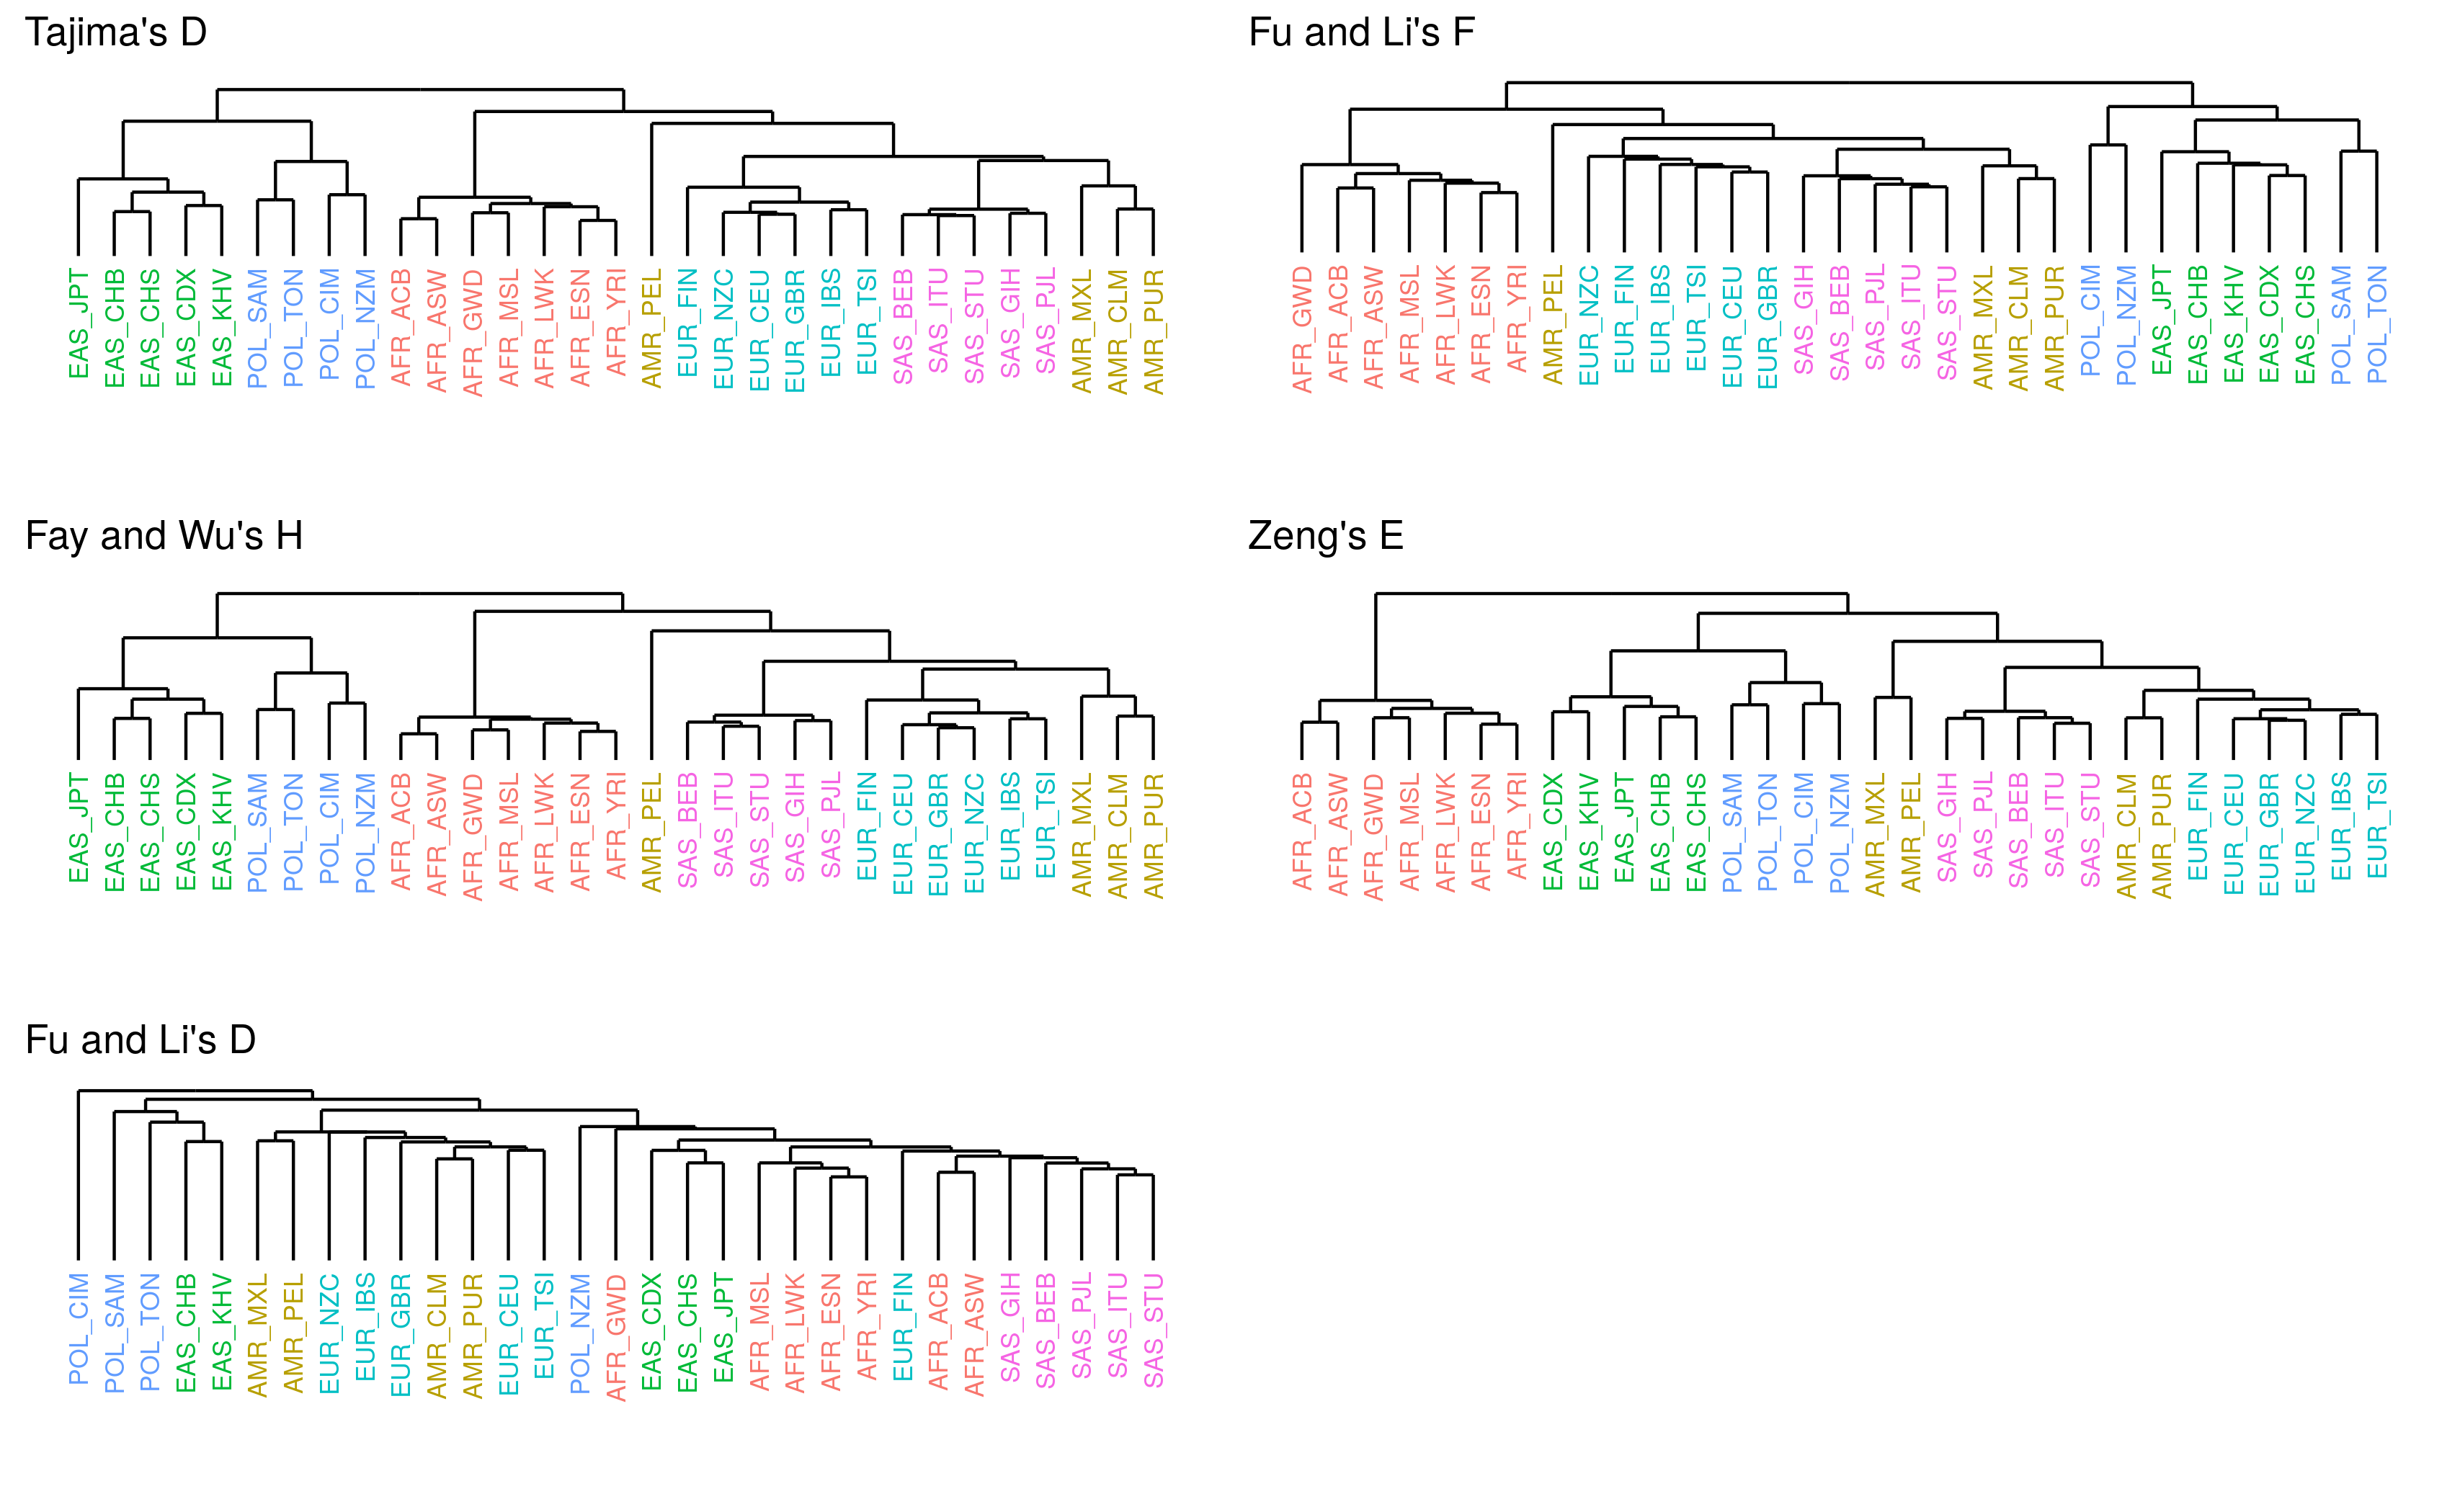 Tajima's D
EAS_JPT
EAS_CHB
EAS_CHS
EAS_CDX
EAS_KHV
POL_SAM
POL_TON
POL_CIM
POL_NZM
AFR_ACB
AFR_ASW
AFR_GWD
AFR_MSL
AFR_LWK
AFR_ESN
AFR_YRI
AMR_PEL
EUR_FIN
EUR_NZC
EUR_CEU
EUR_GBR
EUR_IBS
EUR_TSI
SAS_BEB
SAS_ITU
SAS_STU
SAS_GIH
SAS_PJL
AMR_MXL
AMR_CLM
AMR_PUR
Fu and Li's F
AFR_GWD
AFR_ACB
AFR_ASW
AFR_MSL
AFR_LWK
AFR_ESN
AFR_YRI
AMR_PEL
EUR_NZC
EUR_FIN
EUR_IBS
EUR_TSI
EUR_CEU
EUR_GBR
SAS_GIH
SAS_BEB
SAS_PJL
SAS_ITU
SAS_STU
AMR_MXL
AMR_CLM
AMR_PUR
POL_CIM
POL_NZM
EAS_JPT
EAS_CHB
EAS_KHV
EAS_CDX
EAS_CHS
POL_SAM
POL_TON
Fay and Wu's H
EAS_JPT
EAS_CHB
EAS_CHS
EAS_CDX
EAS_KHV
POL_SAM
POL_TON
POL_CIM
POL_NZM
AFR_ACB
AFR_ASW
AFR_GWD
AFR_MSL
AFR_LWK
AFR_ESN
AFR_YRI
AMR_PEL
SAS_BEB
SAS_ITU
SAS_STU
SAS_GIH
SAS_PJL
EUR_FIN
EUR_CEU
EUR_GBR
EUR_NZC
EUR_IBS
EUR_TSI
AMR_MXL
AMR_CLM
AMR_PUR
Zeng's E
AFR_ACB
AFR_ASW
AFR_GWD
AFR_MSL
AFR_LWK
AFR_ESN
AFR_YRI
EAS_CDX
EAS_KHV
EAS_JPT
EAS_CHB
EAS_CHS
POL_SAM
POL_TON
POL_CIM
POL_NZM
AMR_MXL
AMR_PEL
SAS_GIH
SAS_PJL
SAS_BEB
SAS_ITU
SAS_STU
AMR_CLM
AMR_PUR
EUR_FIN
EUR_CEU
EUR_GBR
EUR_NZC
EUR_IBS
EUR_TSI
Fu and Li's D
POL_CIM
POL_SAM
POL_TON
EAS_CHB
EAS_KHV
AMR_MXL
AMR_PEL
EUR_NZC
EUR_IBS
EUR_GBR
AMR_CLM
AMR_PUR
EUR_CEU
EUR_TSI
POL_NZM
AFR_GWD
EAS_CDX
EAS_CHS
EAS_JPT
AFR_MSL
AFR_LWK
AFR_ESN
AFR_YRI
EUR_FIN
AFR_ACB
AFR_ASW
SAS_GIH
SAS_BEB
SAS_PJL
SAS_ITU
SAS_STU